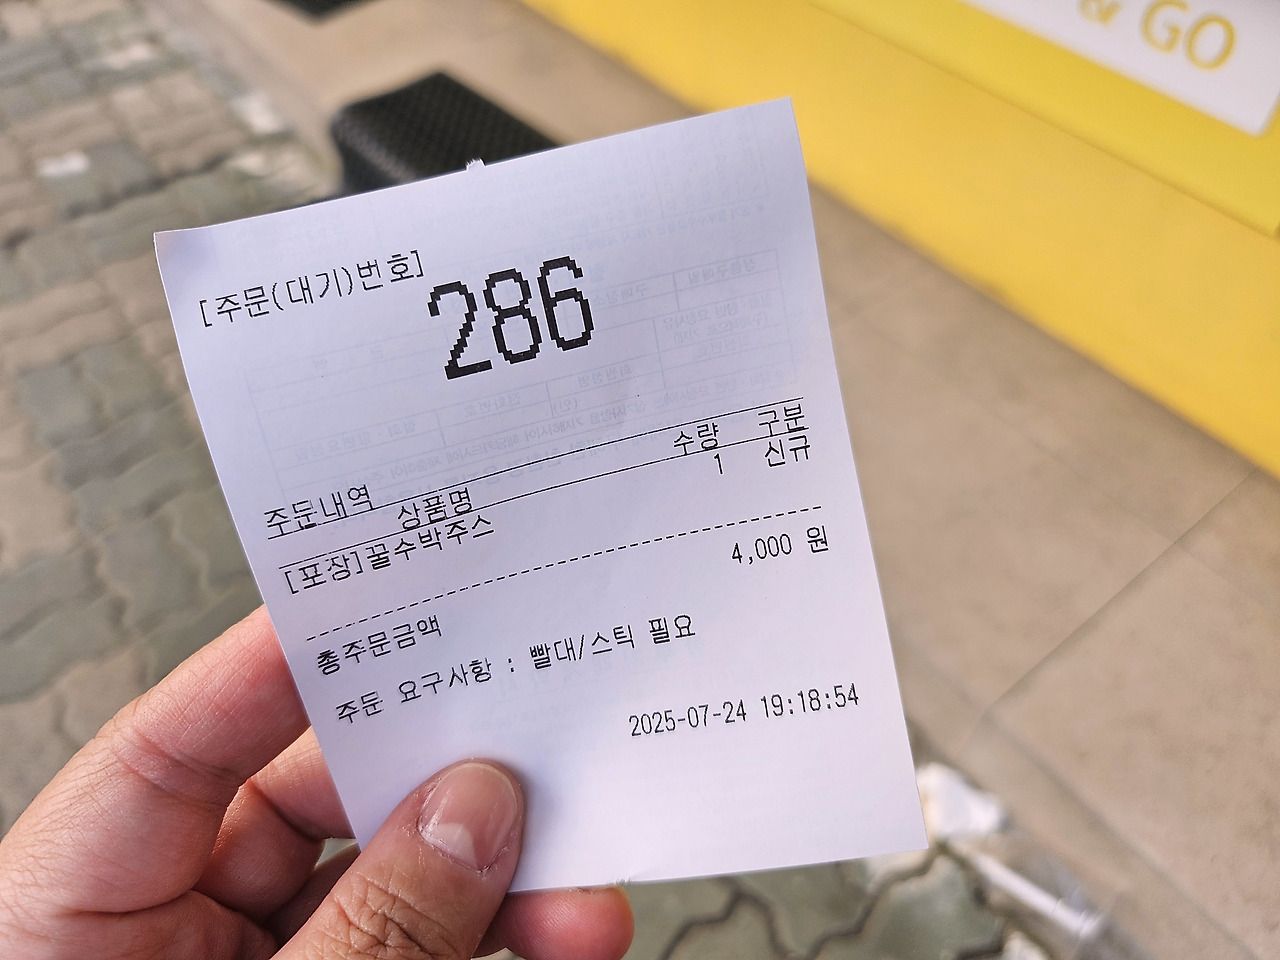 & GO
[주문(대기)번호] 286
주문내역
상품명 수량 구분
[포장]꿀수박주스 1 신규
총주문금액 4,000 원
주문 요구사항 : 빨대/스틱 필요
2025-07-24 19:18:54